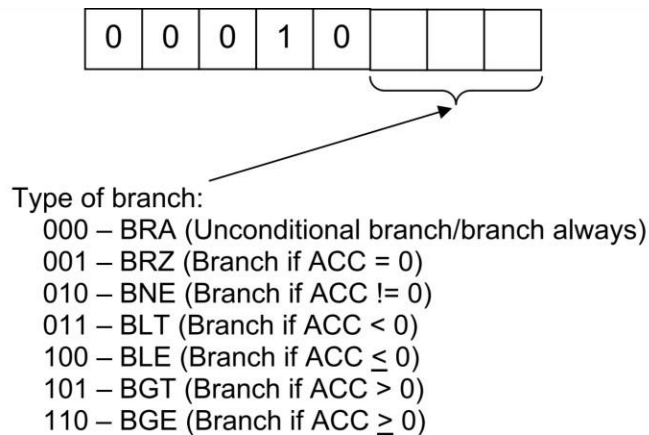 0 0 0 1 0
Type of branch:
000 – BRA (Unconditional branch/branch always)
001 – BRZ (Branch if ACC = 0)
010 – BNE (Branch if ACC != 0)
011 – BLT (Branch if ACC < 0)
100 – BLE (Branch if ACC ≤ 0)
101 – BGT (Branch if ACC > 0)
110 – BGE (Branch if ACC ≥ 0)